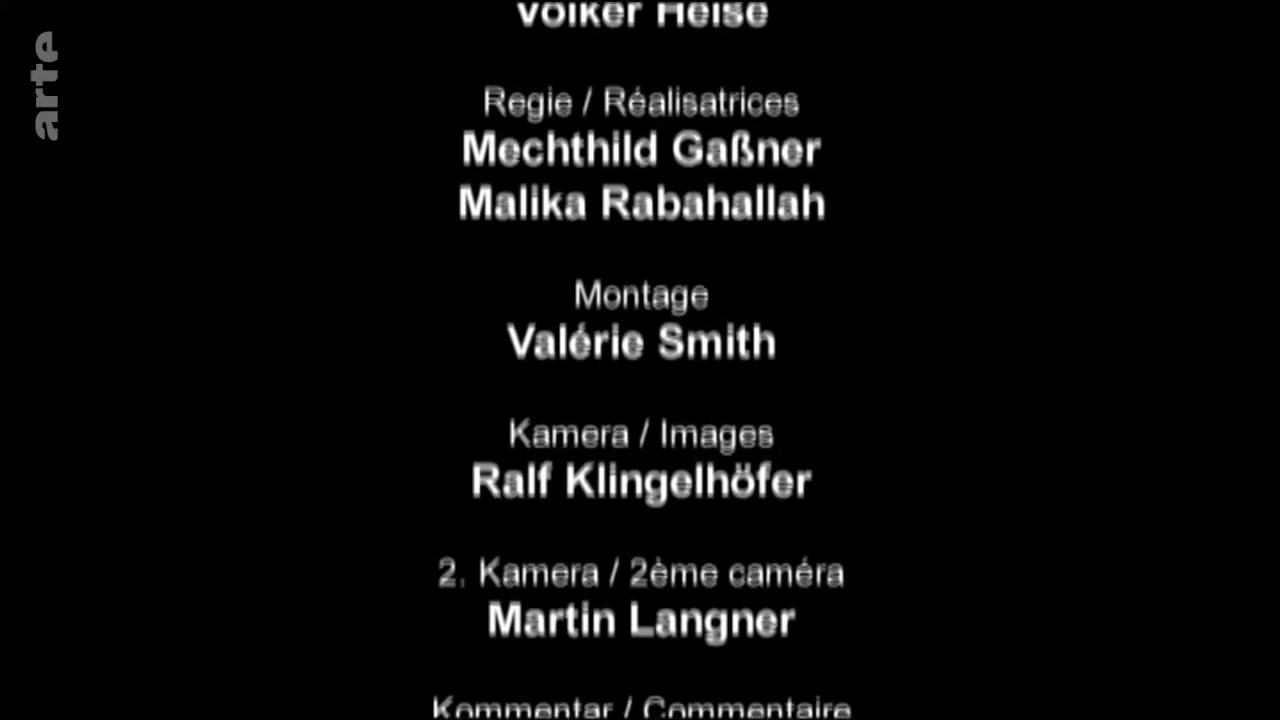 arte
Volker Heise
Regie / Réalisatrices
Mechthild Gaßner
Malika Rabahallah
Montage
Valérie Smith
Kamera / Images
Ralf Klingelhöfer
2. Kamera / 2ème caméra
Martin Langner
Kommentar / Commentaire